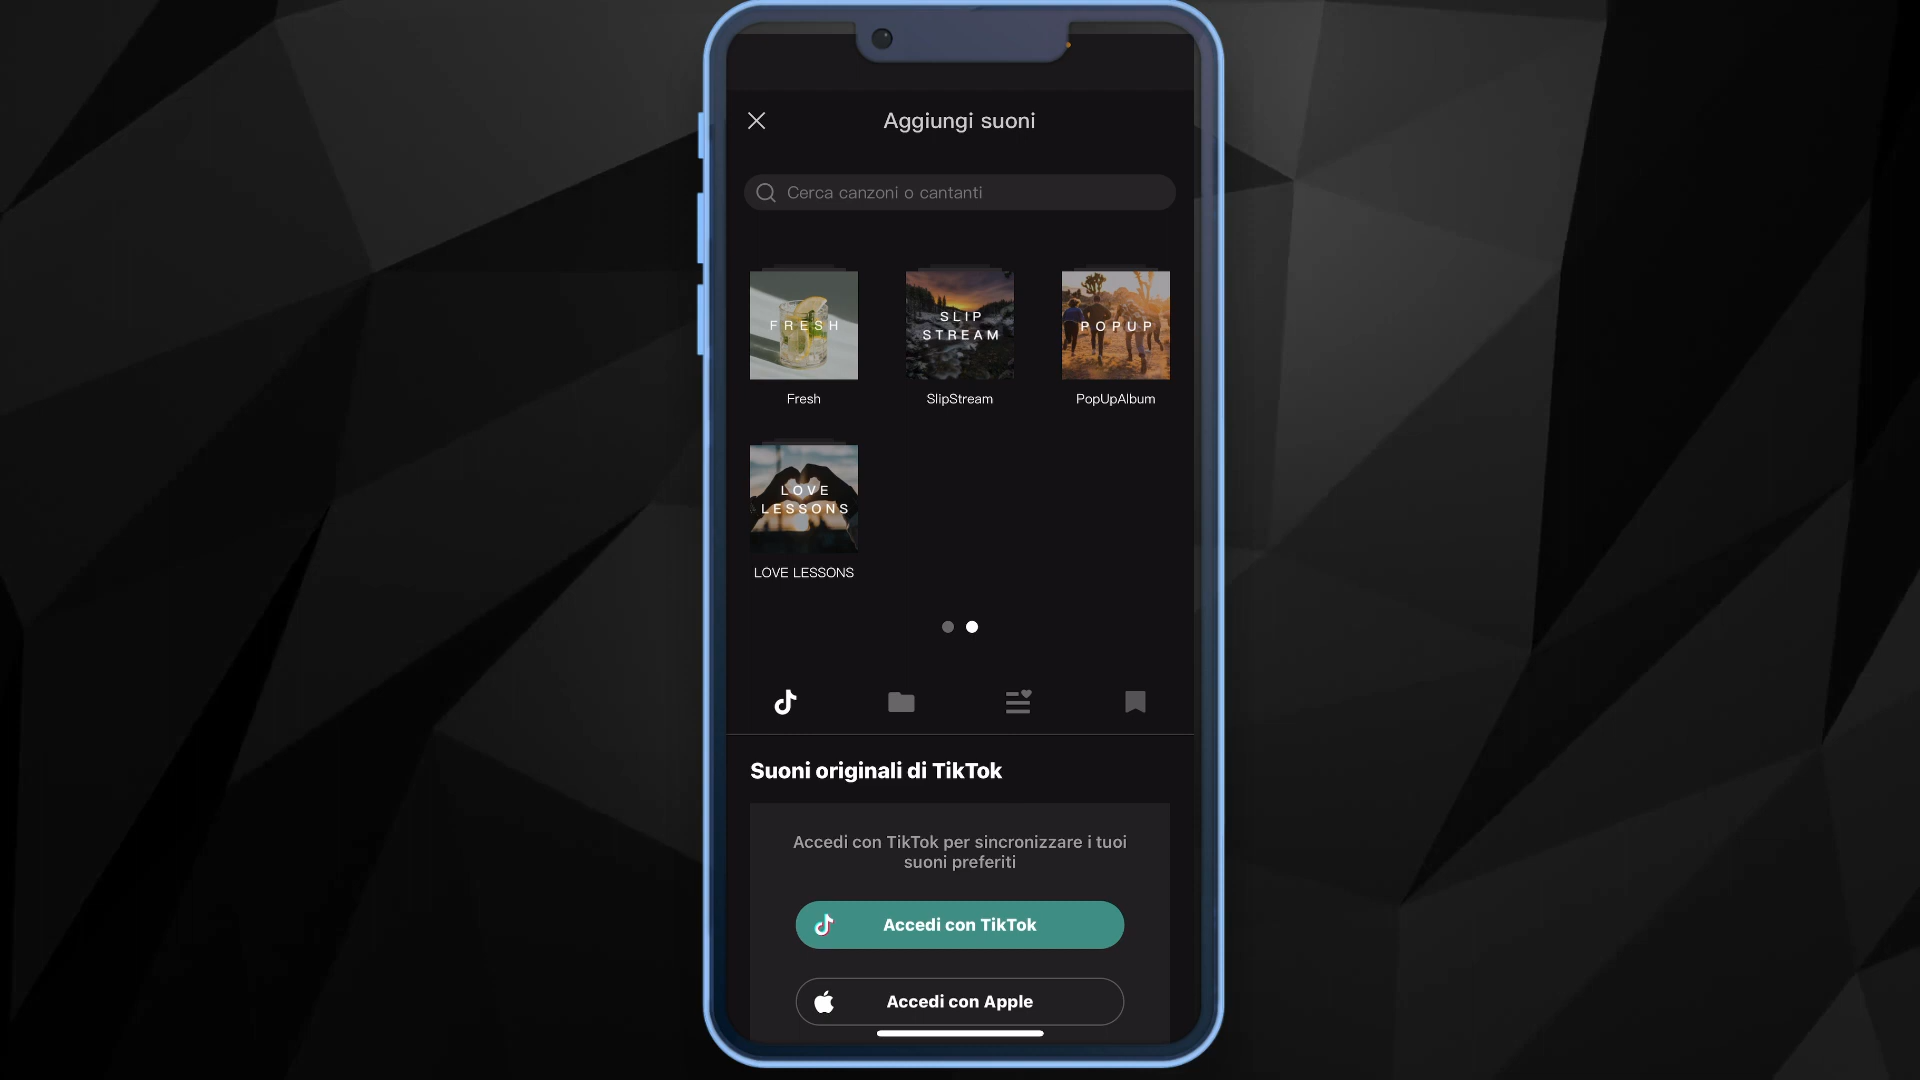 Aggiungi suoni
Cerca canzoni o cantanti
FRESH
SLIP
STREAM
POPUP
Fresh
SlipStream
PopUpAlbum
LOVE
LESSONS
LOVE LESSONS
Suoni originali di TikTok
Accedi con TikTok per sincronizzare i tuoi
suoni preferiti
Accedi con TikTok
Accedi con Apple